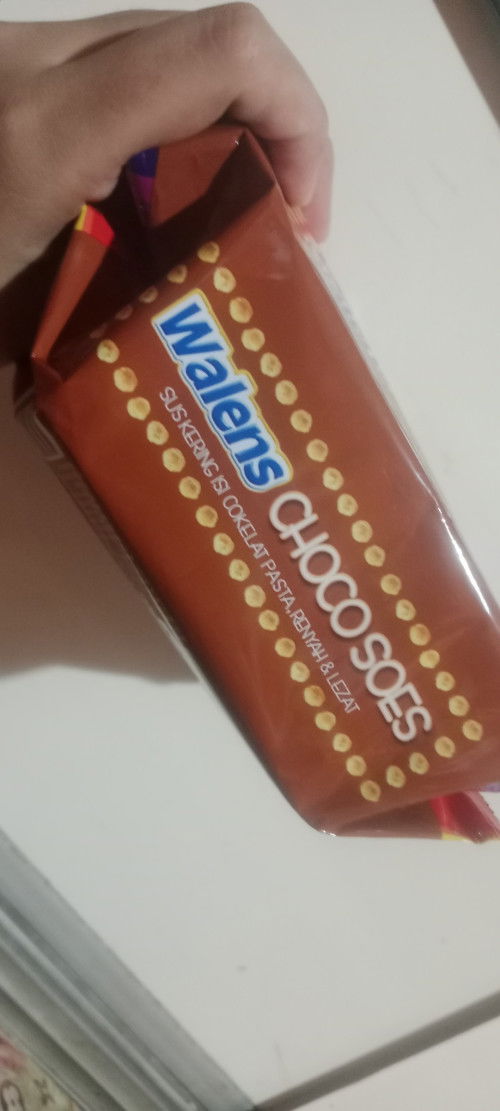 Walens CHOCO SOES
SUS KERING ISI COKELAT PASTA, RENYAH & LEZAT